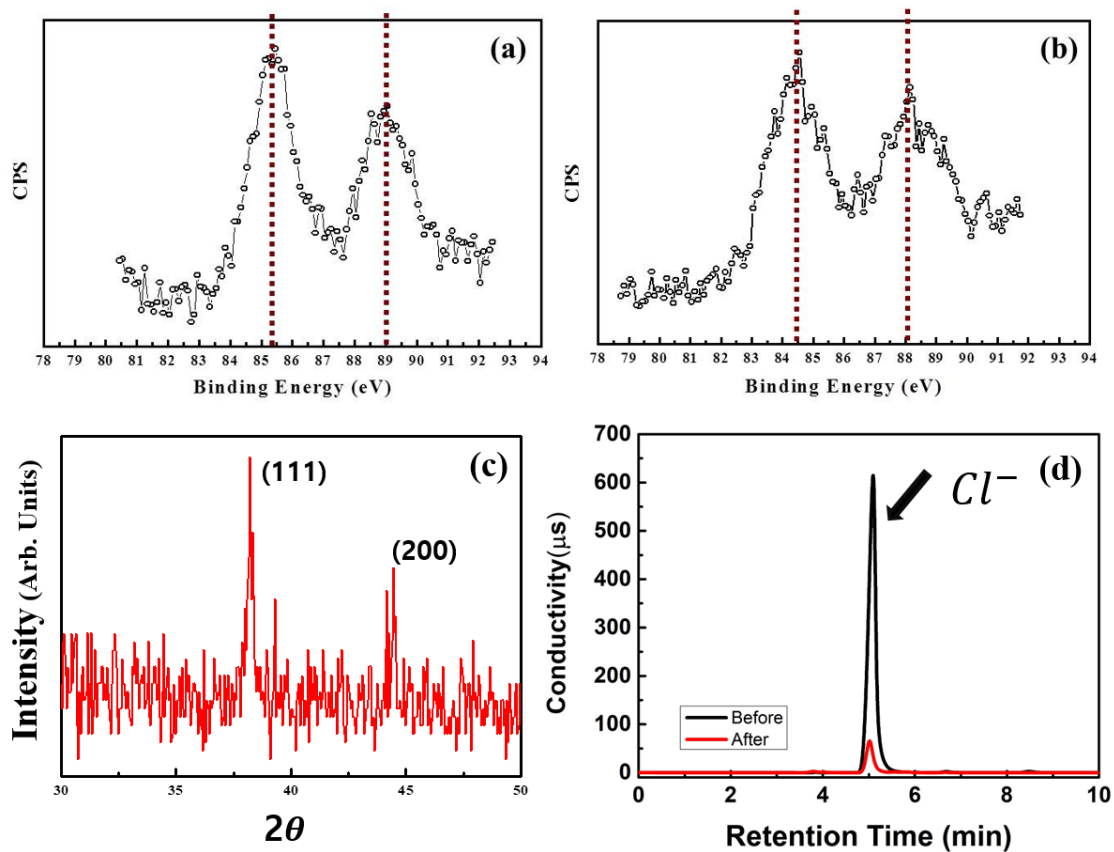 (a)
CPS
78 79 80 81 82 83 84 85 86 87 88 89 90 91 92 93 94
Binding Energy (eV)
(b)
CPS
78 79 80 81 82 83 84 85 86 87 88 89 90 91 92 93 94
Binding Energy (eV)
(c)
(111)
(200)
Intensity (Arb. Units)
30 35 40 45 50
2θ
(d)
Cl⁻
700
600
500
400
300
200
100
0
Conductivity(μs)
Before
After
0 2 4 6 8 10
Retention Time (min)